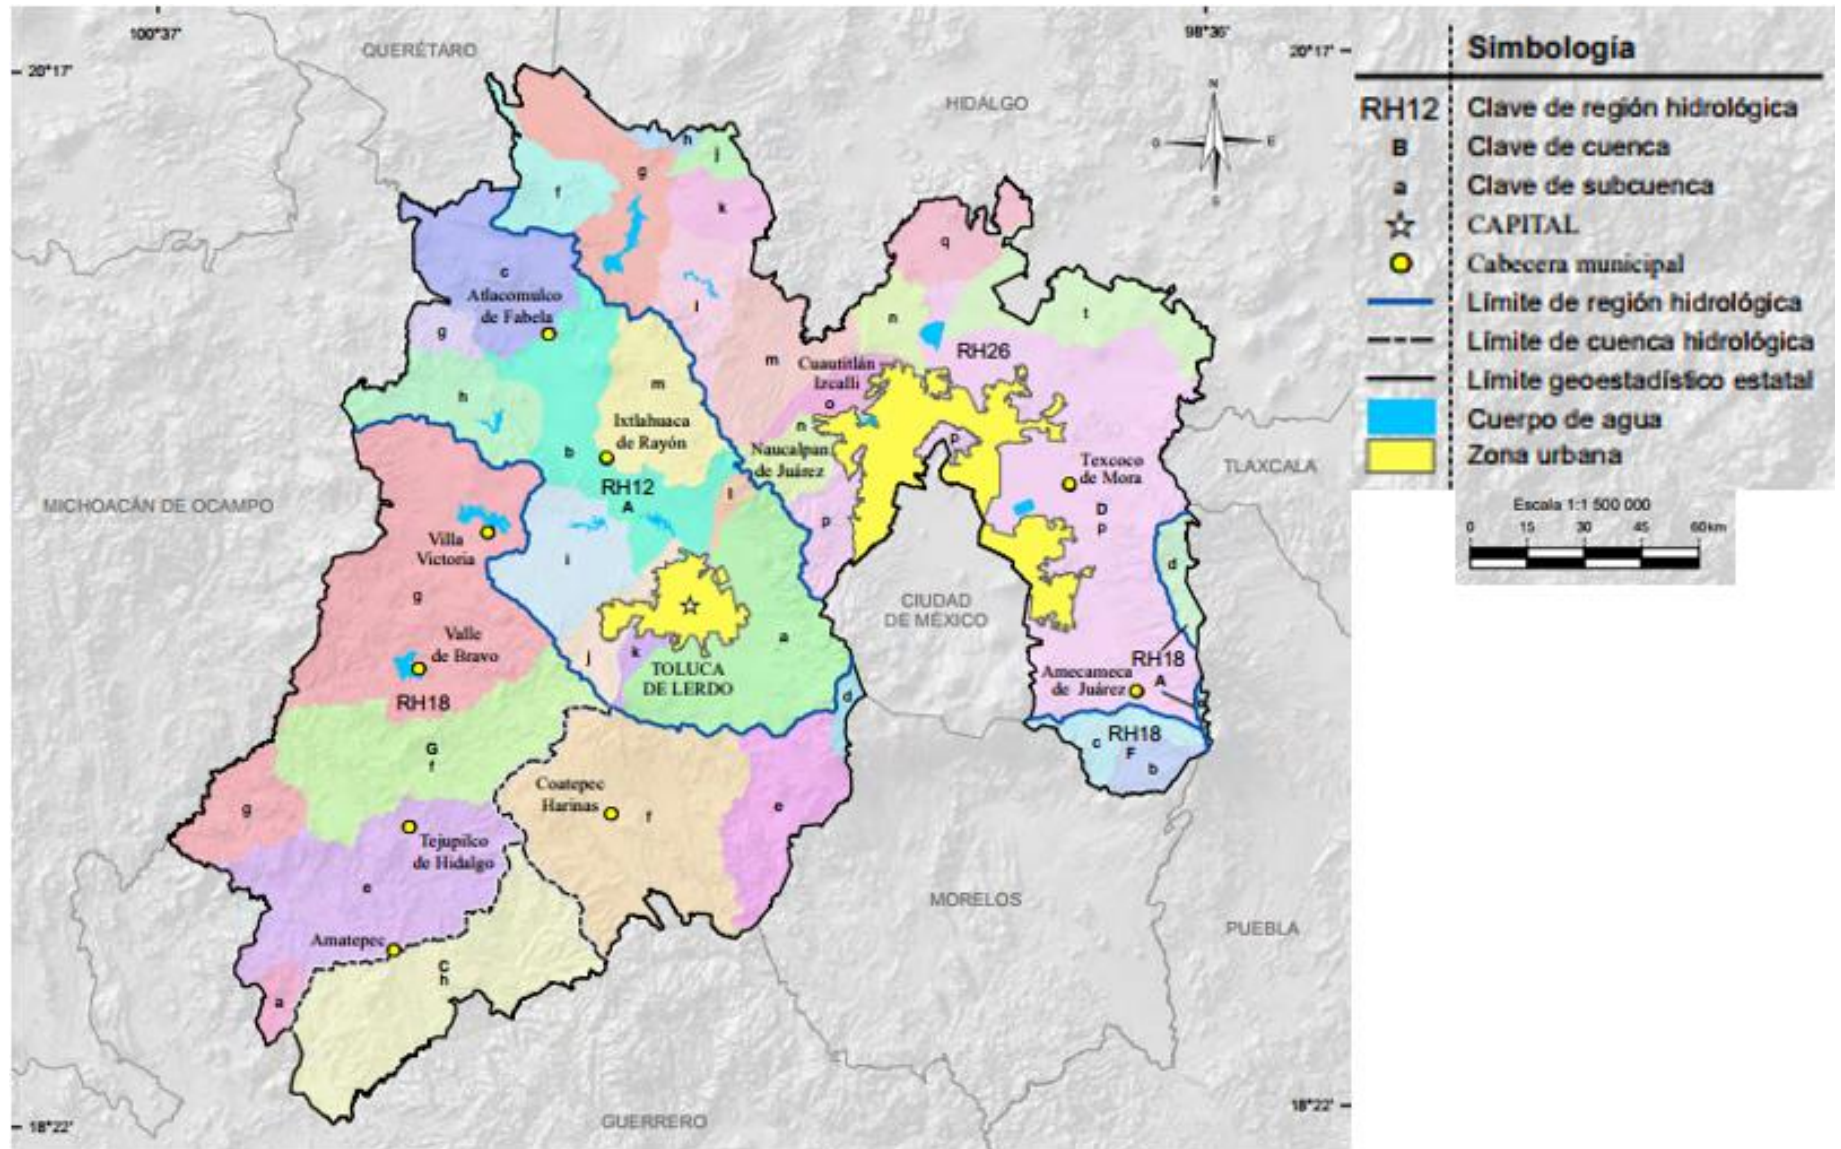 100°37'
98°36'
20°17'
20°17'
QUERÉTARO
HIDALGO
N
O
E
S
h
j
g
f
k
q
c
Atlacomulco
de Fabela
g
l
n
t
RH26
m
Cuautitlán
Izcalli
o
h
m
Ixtlahuaca
de Rayón
n
Naucalpan
de Juárez
p
b
RH12
A
l
Texcoco
de Mora
D
p
TLAXCALA
MICHOACÁN DE OCAMPO
p
Villa
Victoria
i
d
g
CIUDAD
DE MÉXICO
a
Valle
de Bravo
j
k
TOLUCA
DE LERDO
RH18
A
Amecameca
de Juárez
RH18
d
c
RH18
F
b
G
f
Coatepec
Harinas
f
e
g
Tejupilco
de Hidalgo
e
MORELOS
PUEBLA
Amatepec
C
h
a
GUERRERO
18°22'
18°22'
Simbología
RH12 Clave de región hidrológica
B Clave de cuenca
a Clave de subcuenca
CAPITAL
Cabecera municipal
Límite de región hidrológica
Límite de cuenca hidrológica
Límite geoestadístico estatal
Cuerpo de agua
Zona urbana
Escala 1:1 500 000
0 15 30 45 60km